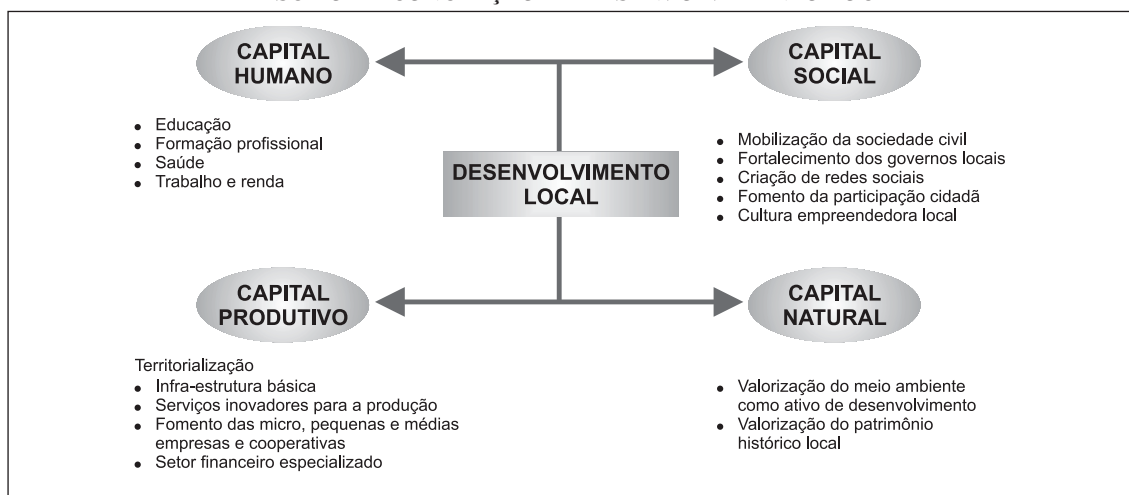 CAPITAL
HUMANO
• Educação
• Formação profissional
• Saúde
• Trabalho e renda
CAPITAL
SOCIAL
• Mobilização da sociedade civil
• Fortalecimento dos governos locais
• Criação de redes sociais
• Fomento da participação cidadã
• Cultura empreendedora local
DESENVOLVIMENTO
LOCAL
CAPITAL
PRODUTIVO
Territorialização
• Infra-estrutura básica
• Serviços inovadores para a produção
• Fomento das micro, pequenas e médias
empresas e cooperativas
• Setor financeiro especializado
CAPITAL
NATURAL
• Valorização do meio ambiente
como ativo de desenvolvimento
• Valorização do patrimônio
histórico local